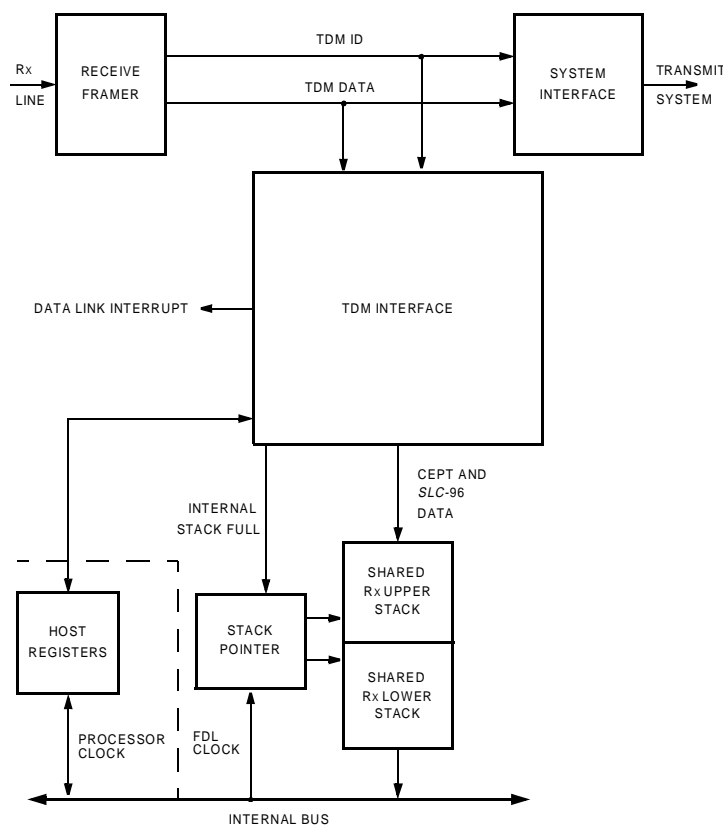 TDM ID
Rx
LINE
RECEIVE
FRAMER
TDM DATA
SYSTEM
INTERFACE
TRANSMIT
SYSTEM
DATA LINK INTERRUPT
TDM INTERFACE
INTERNAL
STACK FULL
CEPT AND
SLC-96
DATA
HOST
REGISTERS
STACK
POINTER
SHARED
Rx UPPER
STACK
SHARED
Rx LOWER
STACK
PROCESSOR
CLOCK
FDL
CLOCK
INTERNAL BUS